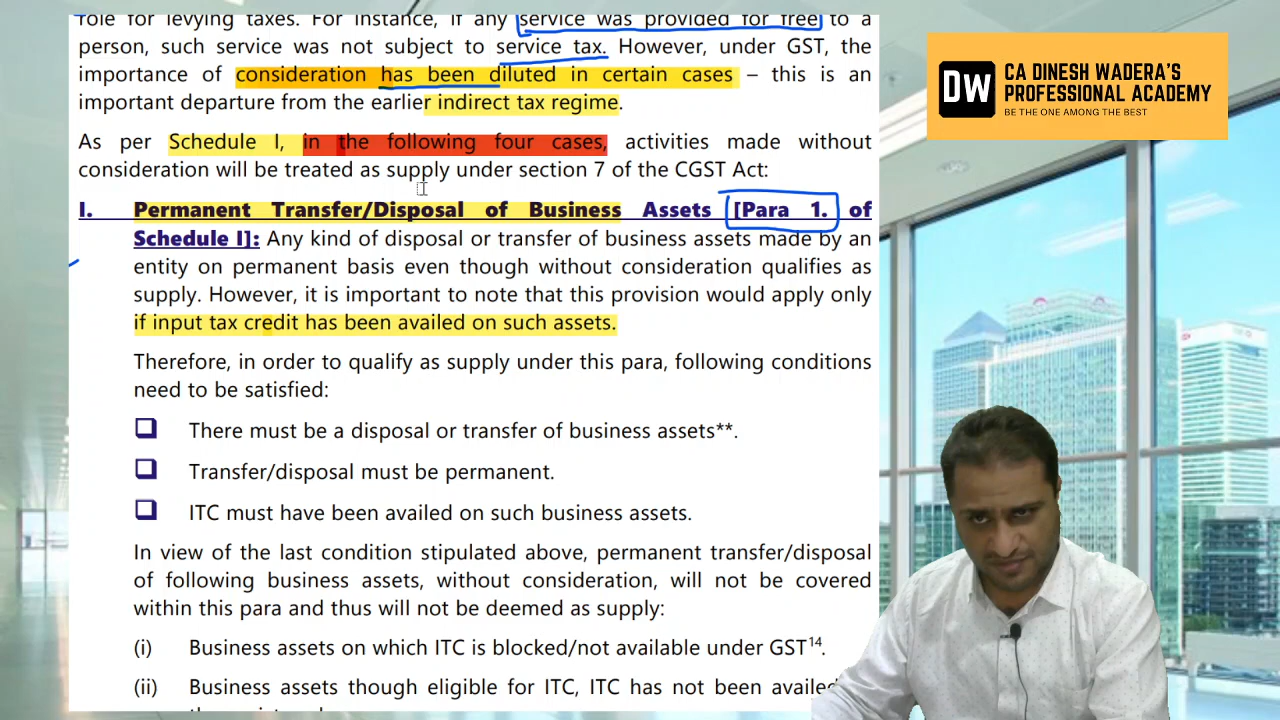 role for levying taxes. For instance, if any service was provided for free to a
person, such service was not subject to service tax. However, under GST, the
importance of consideration has been diluted in certain cases – this is an
important departure from the earlier indirect tax regime.
As per Schedule I, in the following four cases, activities made without
consideration will be treated as supply under section 7 of the CGST Act:
I. Permanent Transfer/Disposal of Business Assets [Para 1. of
Schedule I]: Any kind of disposal or transfer of business assets made by an
entity on permanent basis even though without consideration qualifies as
supply. However, it is important to note that this provision would apply only
if input tax credit has been availed on such assets.
Therefore, in order to qualify as supply under this para, following conditions
need to be satisfied:
There must be a disposal or transfer of business assets**.
Transfer/disposal must be permanent.
ITC must have been availed on such business assets.
In view of the last condition stipulated above, permanent transfer/disposal
of following business assets, without consideration, will not be covered
within this para and thus will not be deemed as supply:
(i) Business assets on which ITC is blocked/not available under GST14.
(ii) Business assets though eligible for ITC, ITC has not been availed
DW
CA DINESH WADERA'S
PROFESSIONAL ACADEMY
BE THE ONE AMONG THE BEST